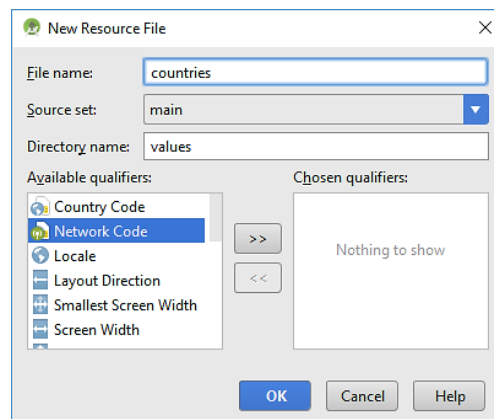 New Resource File
File name: countries
Source set: main
Directory name: values
Available qualifiers: Chosen qualifiers:
Country Code
Network Code
Locale
Layout Direction
Smallest Screen Width
Screen Width
>>
<<
Nothing to show
OK Cancel Help